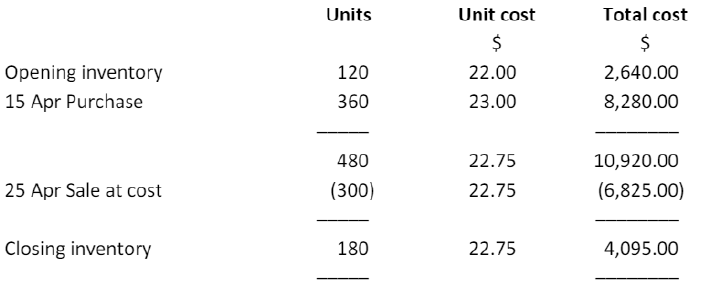 Units Unit cost Total cost
$ $
Opening inventory 120 22.00 2,640.00
15 Apr Purchase 360 23.00 8,280.00
480 22.75 10,920.00
25 Apr Sale at cost (300) 22.75 (6,825.00)
Closing inventory 180 22.75 4,095.00